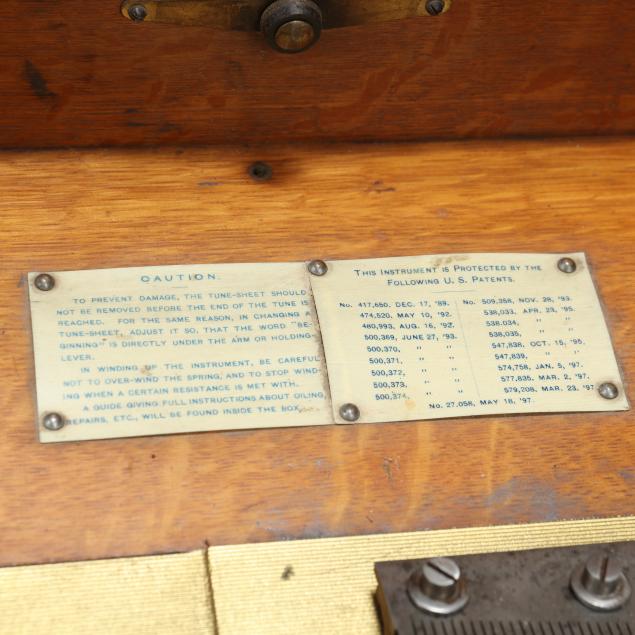 CAUTION.
TO PREVENT DAMAGE, THE TUNE-SHEET SHOULD
NOT BE REMOVED BEFORE THE END OF THE TUNE IS
REACHED. FOR THE SAME REASON, IN CHANGING A
TUNE-SHEET, ADJUST IT SO, THAT THE WORD "BE-
GINNING" IS DIRECTLY UNDER THE ARM OR HOLDING-
LEVER.
IN WINDING UP THE INSTRUMENT, BE CAREFUL
NOT TO OVER-WIND THE SPRING, AND TO STOP WIND-
ING WHEN A CERTAIN RESISTANCE IS MET WITH.
A GUIDE GIVING FULL INSTRUCTIONS ABOUT OILING,
REPAIRS, ETC., WILL BE FOUND INSIDE THE BOX.
THIS INSTRUMENT IS PROTECTED BY THE
FOLLOWING U. S. PATENTS.
No. 417,650, DEC. 17, '89.
474,520, MAY 10, '92.
480,993, AUG. 16, '92.
500,369, JUNE 27, '93.
500,370, " "
500,371, " "
500,372, " "
500,373, " "
500,374, " "
No. 509,358, NOV. 28, '93.
538,033, APR. 23, '95.
538,034, " "
538,035, " "
547,838, OCT. 15, '95.
547,839, " "
574,758, JAN. 5, '97.
577,835, MAR. 2, '97.
579,208, MAR. 23, '97.
No. 27,058, MAY 18, '97.